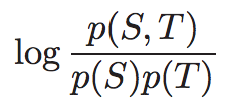 log p(S, T) / p(S)p(T)